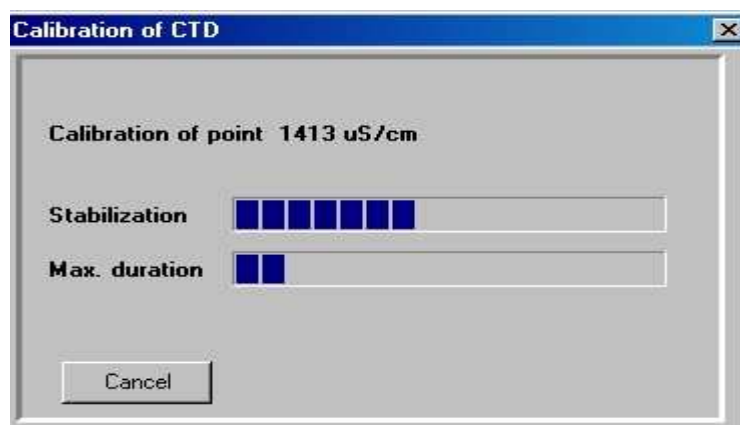 Calibration of CTD
Calibration of point 1413 uS/cm
Stabilization
Max. duration
Cancel